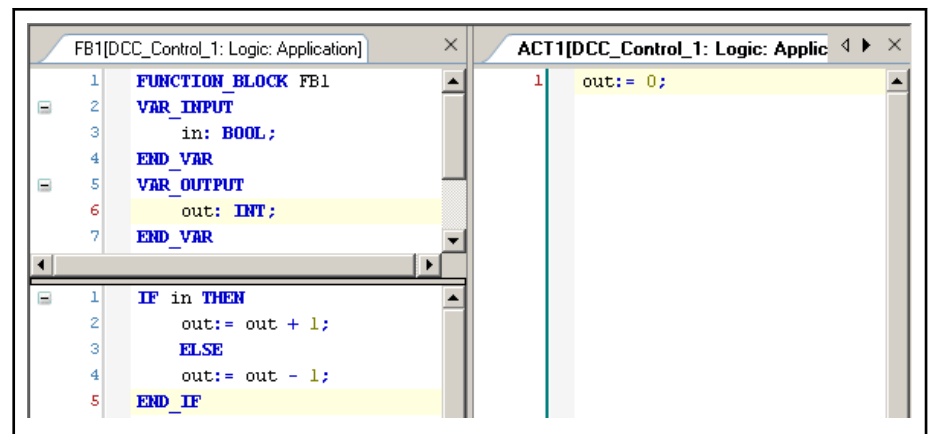 FB1[DCC_Control_1: Logic: Application]
1 FUNCTION_BLOCK FB1
2 VAR_INPUT
3 in: BOOL;
4 END_VAR
5 VAR_OUTPUT
6 out: INT;
7 END_VAR
1 IF in THEN
2 out:= out + 1;
3 ELSE
4 out:= out - 1;
5 END_IF
ACT1[DCC_Control_1: Logic: Applic
1 out:= 0;